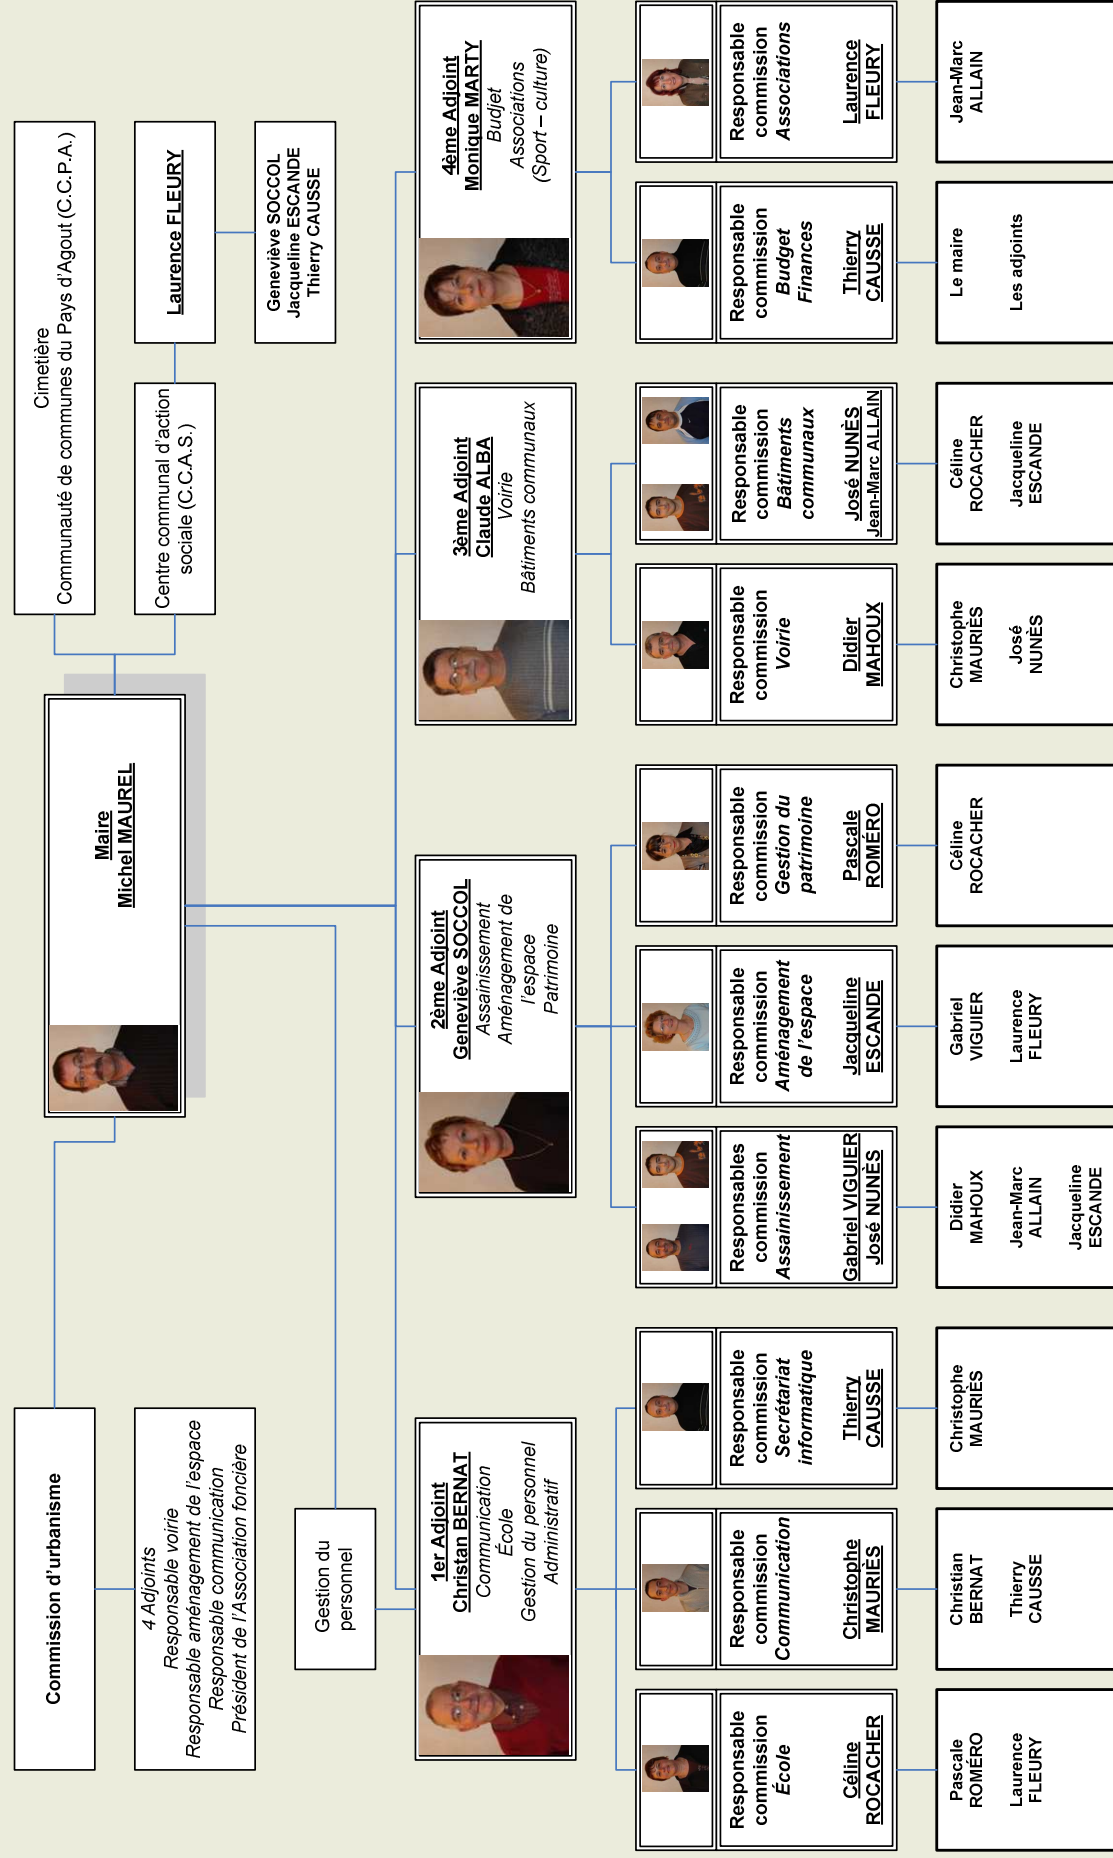 Commission d'urbanisme
4 Adjoints
Responsable voirie
Responsable aménagement de l'espace
Responsable communication
Président de l'Association foncière
Maire
Michel MAUREL
Cimetière
Communauté de communes du Pays d'Agout (C.C.P.A.)
Centre communal d'action
sociale (C.C.A.S.)
Laurence FLEURY
Geneviève SOCCOL
Jacqueline ESCANDE
Thierry CAUSSE
Gestion du
personnel
1er Adjoint
Christan BERNAT
Communication
École
Gestion du personnel
Administratif
2ème Adjoint
Geneviève SOCCOL
Assainissement
Aménagement de
l'espace
Patrimoine
3ème Adjoint
Claude ALBA
Voirie
Bâtiments communaux
4ème Adjoint
Monique MARTY
Budjet
Associations
(Sport – culture)
Responsable
commission
École
Céline
ROCACHER
Responsable
commission
Communication
Christophe
MAURIÈS
Responsable
commission
Secrétariat
informatique
Thierry
CAUSSE
Responsables
commission
Assainissement
Gabriel VIGUIER
José NUNÈS
Responsable
commission
Aménagement
de l'espace
Jacqueline
ESCANDE
Responsable
commission
Gestion du
patrimoine
Pascale
ROMÉRO
Responsable
commission
Voirie
Didier
MAHOUX
Responsable
commission
Bâtiments
communaux
José NUNÈS
Jean-Marc ALLAIN
Responsable
commission
Budget
Finances
Thierry
CAUSSE
Responsable
commission
Associations
Laurence
FLEURY
Pascale
ROMÉRO
Laurence
FLEURY
Christian
BERNAT
Thierry
CAUSSE
Christophe
MAURIÈS
Didier
MAHOUX
Jean-Marc
ALLAIN
Jacqueline
ESCANDE
Gabriel
VIGUIER
Laurence
FLEURY
Céline
ROCACHER
Christophe
MAURIÈS
José
NUNÈS
Céline
ROCACHER
Jacqueline
ESCANDE
Le maire
Les adjoints
Jean-Marc
ALLAIN